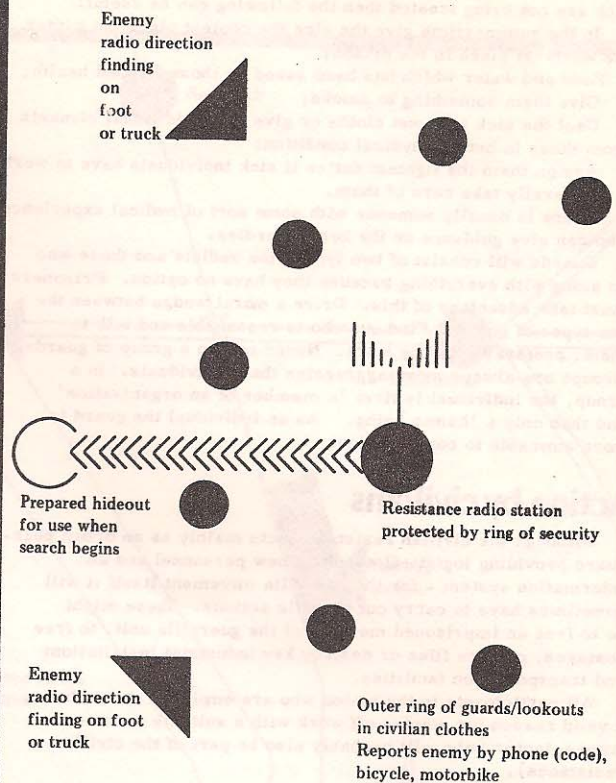 Enemy
radio direction
finding
on
foot
or truck
Prepared hideout
for use when
search begins
Resistance radio station
protected by ring of security
Enemy
radio direction
finding on foot
or truck
Outer ring of guards/lookouts
in civilian clothes
Reports enemy by phone (code),
bicycle, motorbike